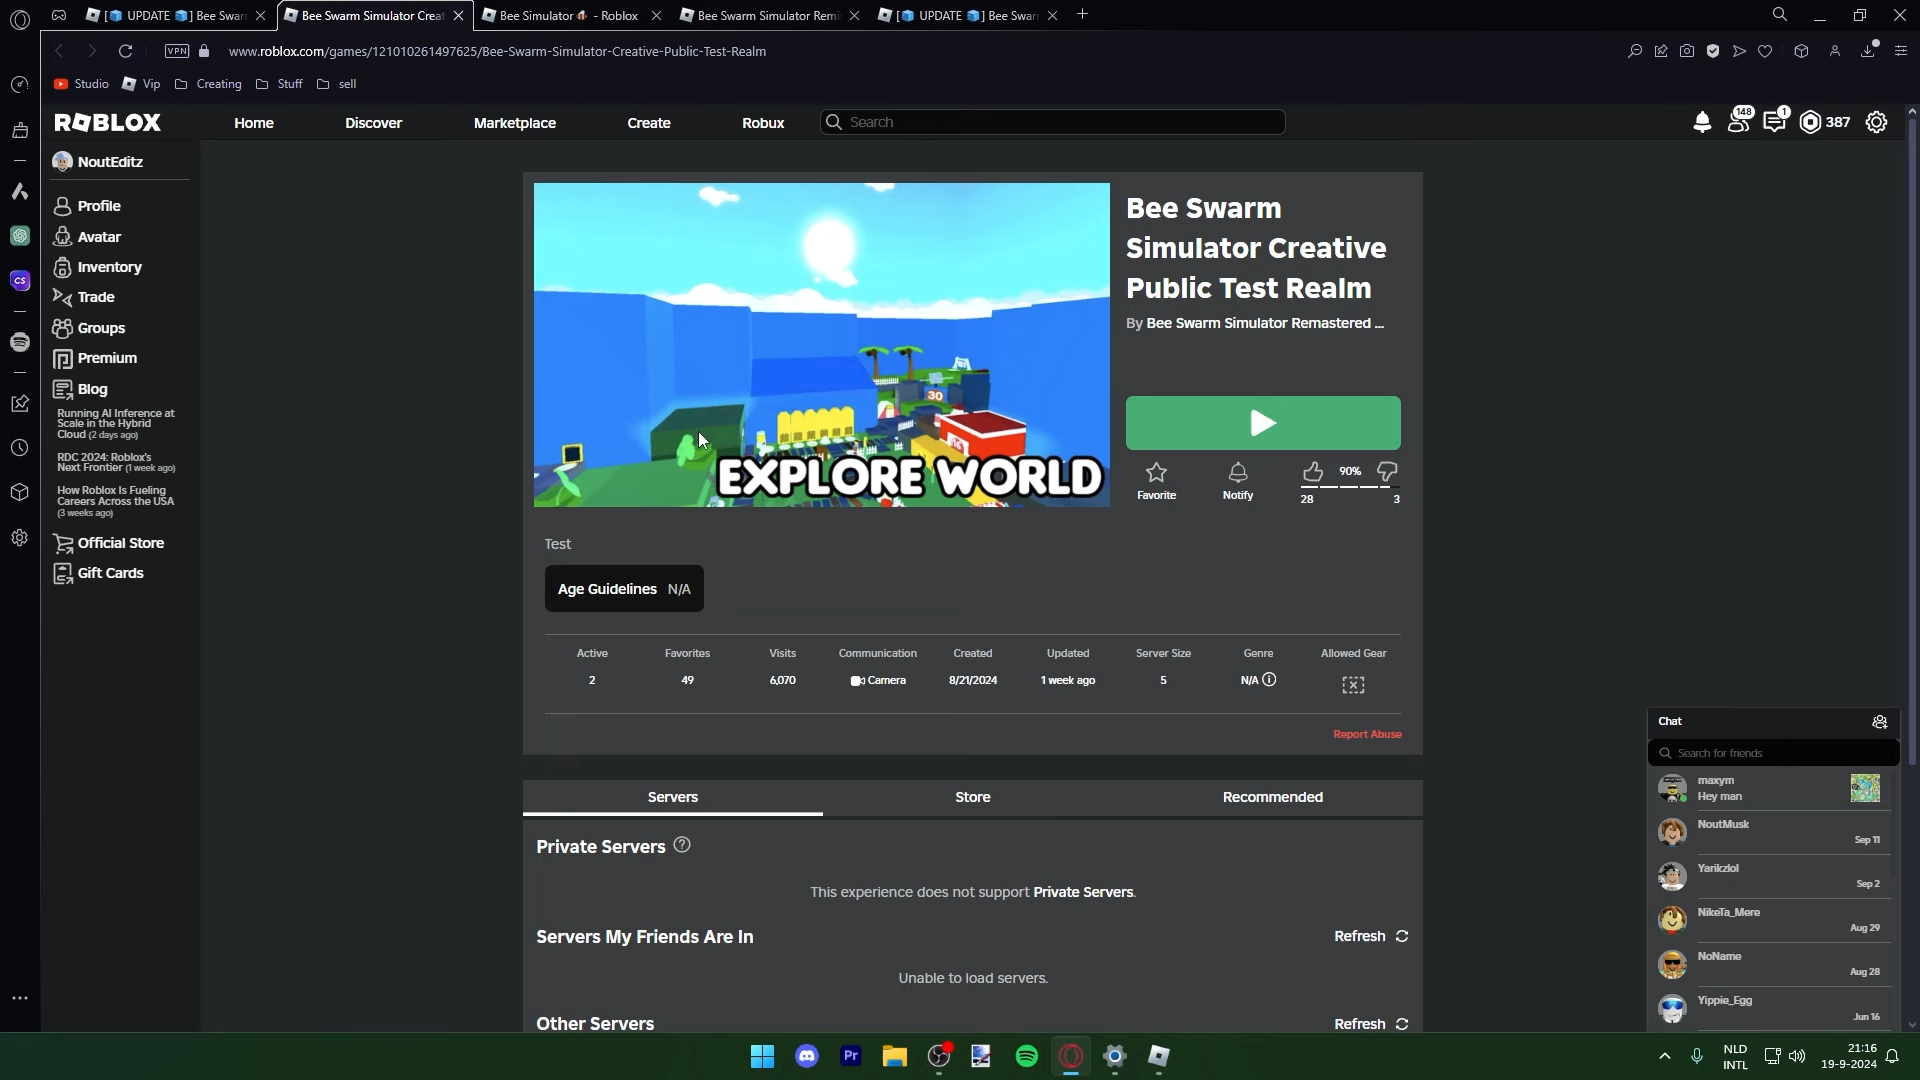 [🧊 UPDATE 🧊] Bee Swar
Bee Swarm Simulator Creat
Bee Simulator 🐝 - Roblox
Bee Swarm Simulator Rem
[🧊 UPDATE 🧊] Bee Swar
VPN
www.roblox.com/games/121010261497625/Bee-Swarm-Simulator-Creative-Public-Test-Realm
Studio
Vip
Creating
Stuff
sell
ROBLOX
Home
Discover
Marketplace
Create
Robux
Search
148
1
387
NoutEditz
Profile
Avatar
Inventory
Trade
Groups
Premium
Blog
Running AI Inference at
Scale in the Hybrid
Cloud (2 days ago)
RDC 2024: Roblox's
Next Frontier (1 week ago)
How Roblox Is Fueling
Careers Across the USA
(3 weeks ago)
Official Store
Gift Cards
CS
30
EXPLORE WORLD
Bee Swarm
Simulator Creative
Public Test Realm
By Bee Swarm Simulator Remastered ...
Favorite
Notify
90%
28
3
Test
Age Guidelines N/A
Active
Favorites
Visits
Communication
Created
Updated
Server Size
Genre
Allowed Gear
2
49
6,070
Camera
8/21/2024
1 week ago
5
N/A
Report Abuse
Servers
Store
Recommended
Private Servers
This experience does not support Private Servers.
Servers My Friends Are In
Refresh
Unable to load servers.
Other Servers
Refresh
Chat
Search for friends
maxym
Hey man
NoutMusk
Sep 11
Yarikzlol
Sep 2
NikeTa_Mere
Aug 29
NoName
Aug 28
Yippie_Egg
Jun 16
Pr
NLD
INTL
21:16
19-9-2024